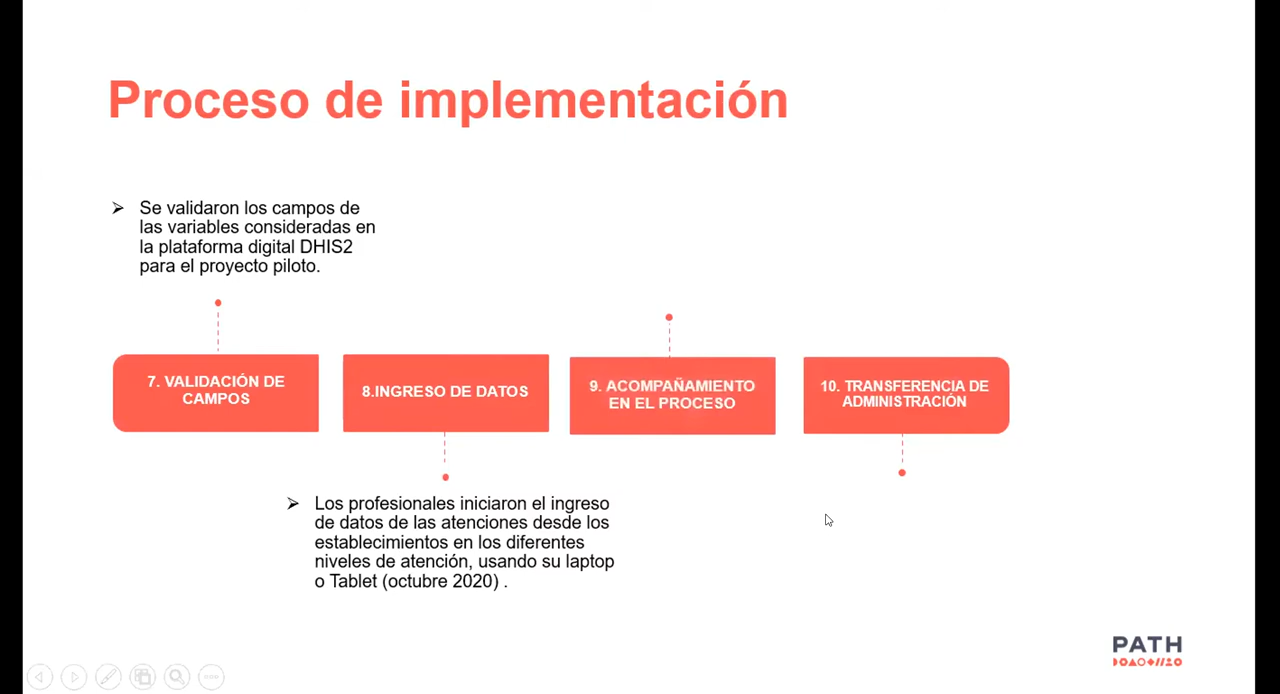 Proceso de implementación
➢ Se validaron los campos de
las variables consideradas en
la plataforma digital DHIS2
para el proyecto piloto.
7. VALIDACIÓN DE
CAMPOS
8.INGRESO DE DATOS
9. ACOMPAÑAMIENTO
EN EL PROCESO
10. TRANSFERENCIA DE
ADMINISTRACIÓN
➢ Los profesionales iniciaron el ingreso
de datos de las atenciones desde los
establecimientos en los diferentes
niveles de atención, usando su laptop
o Tablet (octubre 2020) .
PATH